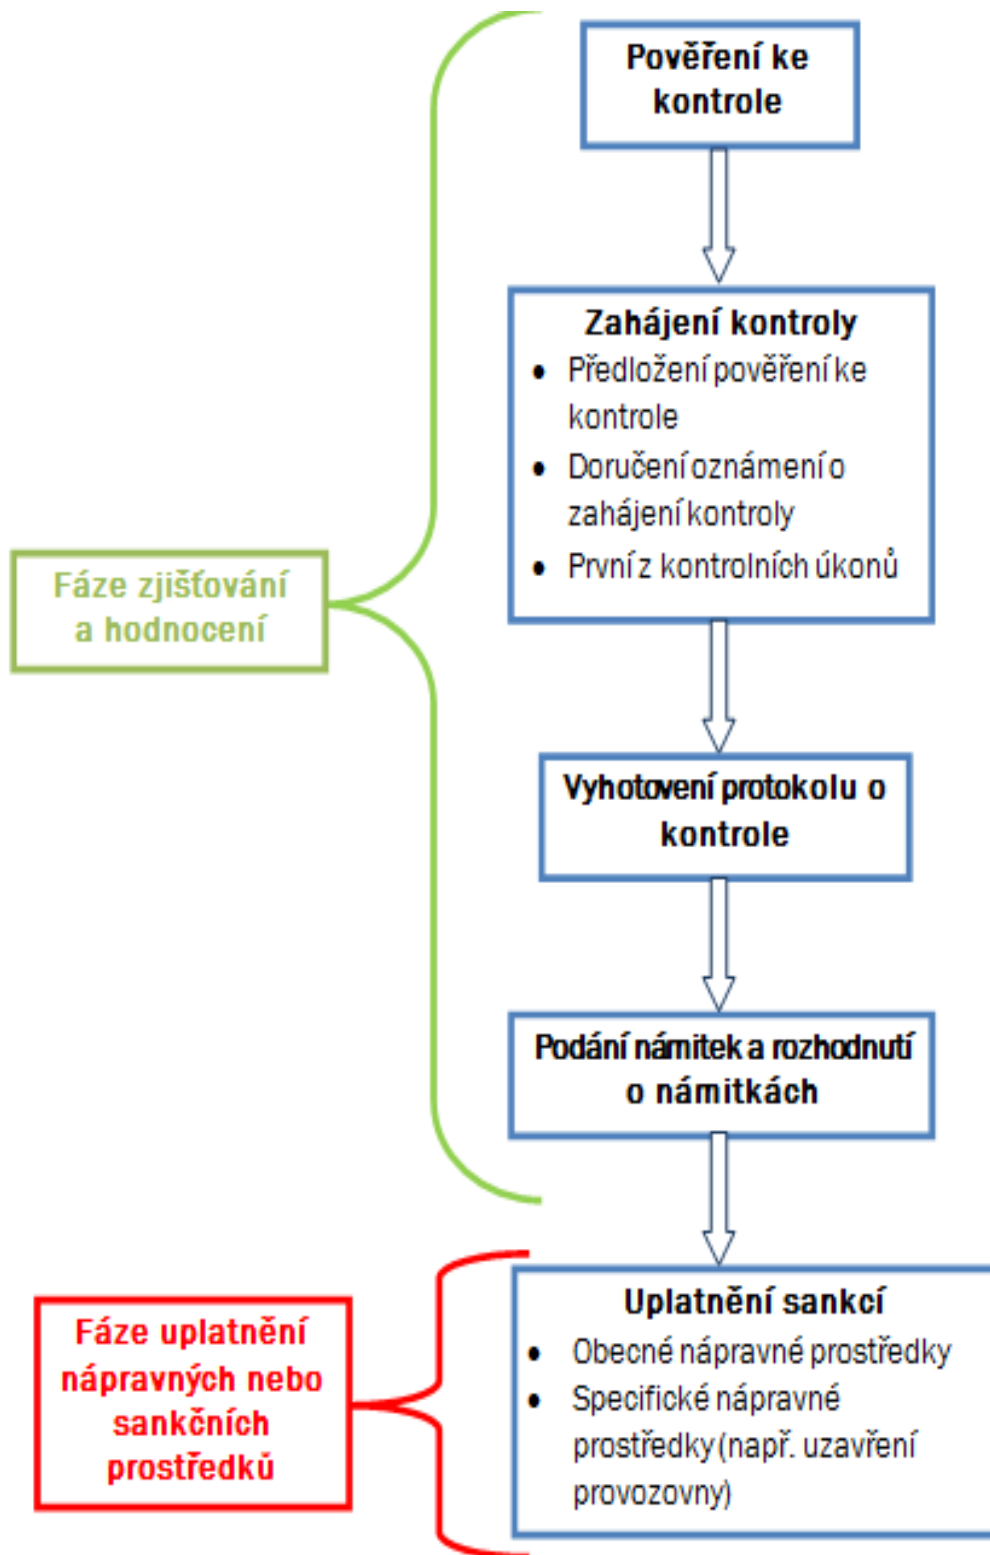 Pověření ke
kontrole
Zahájení kontroly
• Předložení pověření ke
kontrole
• Doručení oznámení o
zahájení kontroly
• První z kontrolních úkonů
Fáze zjišťování
a hodnocení
Vyhotovení protokolu o
kontrole
Podání námitek a rozhodnutí
o námitkách
Fáze uplatnění
nápravných nebo
sankčních
prostředků
Uplatnění sankcí
• Obecné nápravné prostředky
• Specifické nápravné
prostředky (např. uzavření
provozovny)